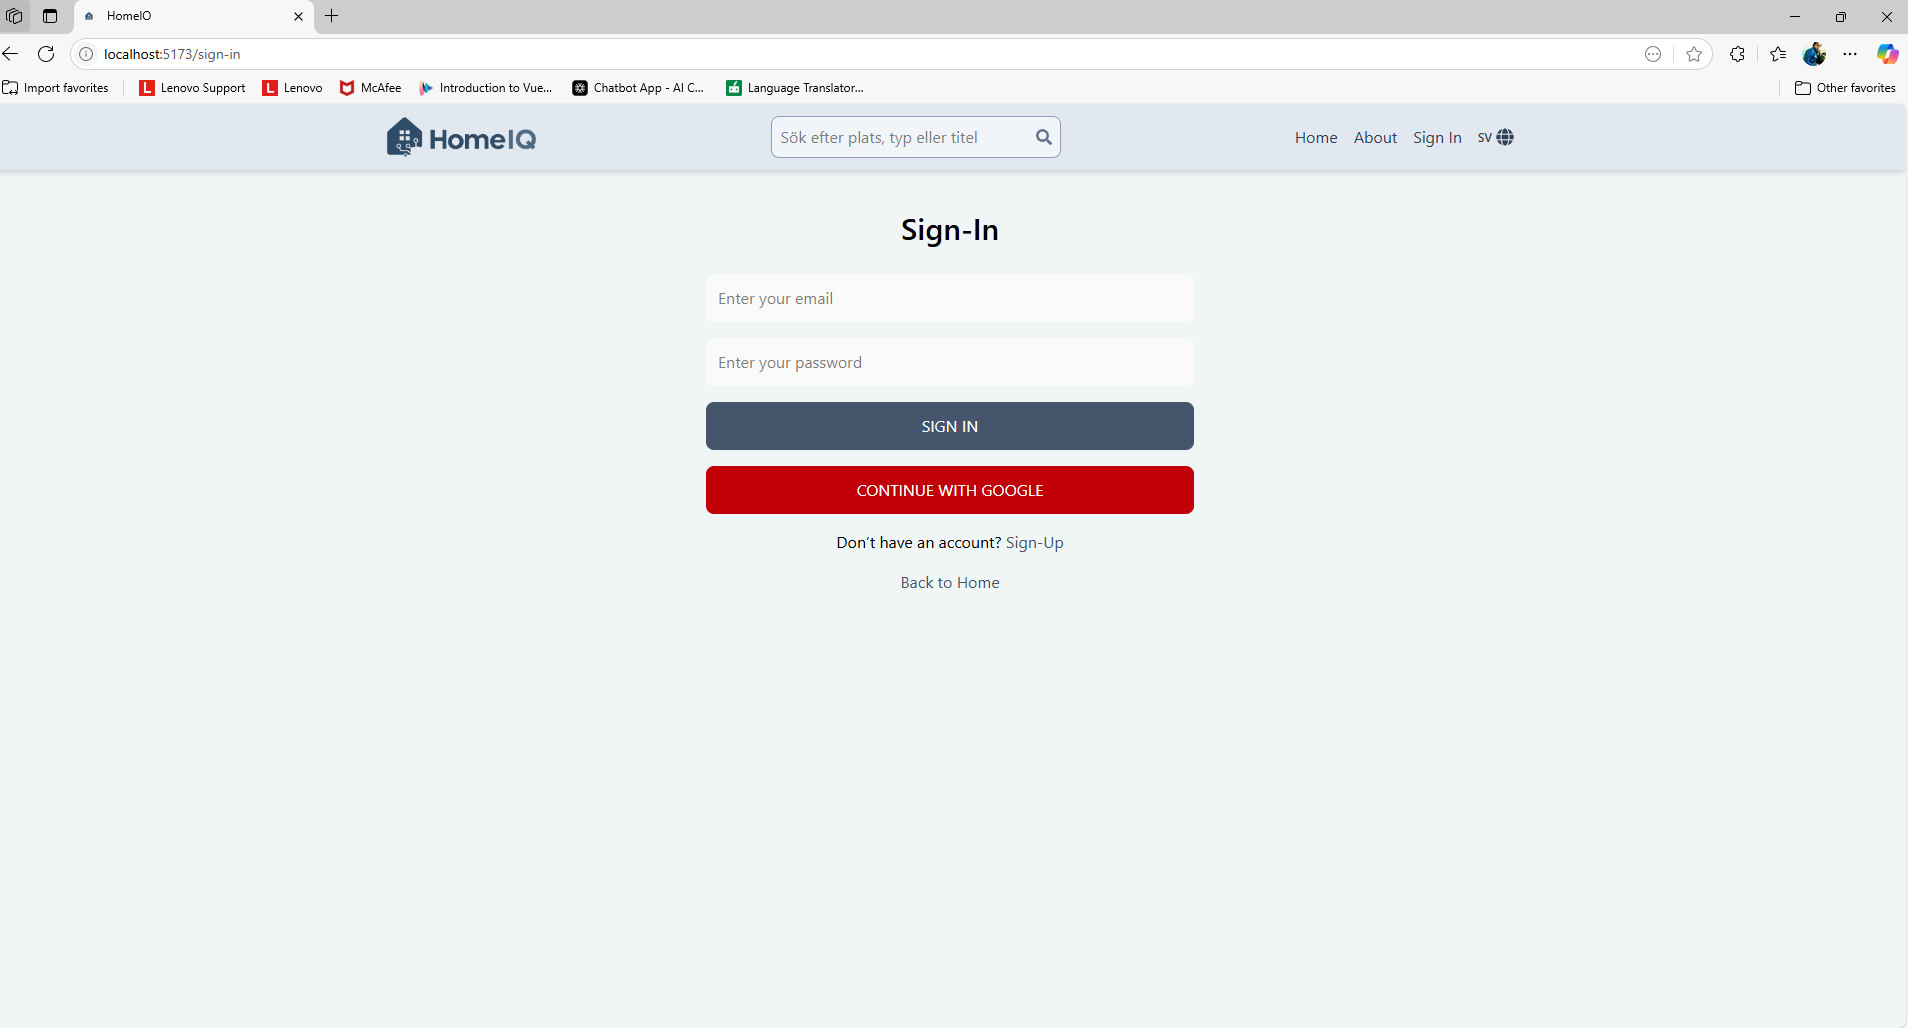 HomeIQ
localhost:5173/sign-in
Import favorites
Lenovo Support
Lenovo
McAfee
Introduction to Vue...
Chatbot App - AI C...
Language Translator...
Other favorites
HomeIQ
Sök efter plats, typ eller titel
Home
About
Sign In
SV
Sign-In
Enter your email
Enter your password
SIGN IN
CONTINUE WITH GOOGLE
Don't have an account? Sign-Up
Back to Home